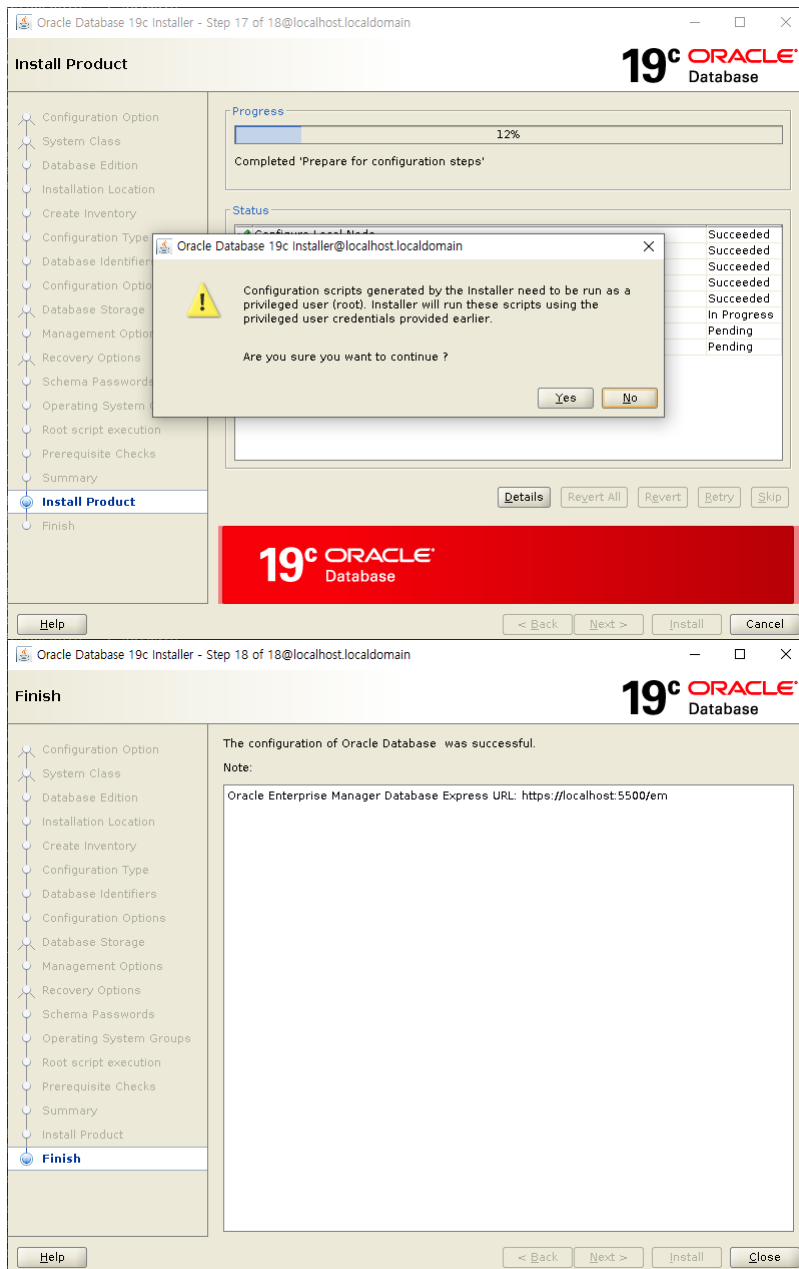 Oracle Database 19c Installer - Step 17 of 18@localhost.localdomain
Install Product
19c ORACLE
Database
Configuration Option
System Class
Database Edition
Installation Location
Create Inventory
Configuration Type
Database Identifiers
Configuration Optio
Database Storage
Management Option
Recovery Options
Schema Passwords
Operating System
Root script execution
Prerequisite Checks
Summary
Install Product
Finish
Progress
12%
Completed 'Prepare for configuration steps'
Status
Configure Local Node
Succeeded
Succeeded
Succeeded
Succeeded
Succeeded
In Progress
Pending
Pending
Oracle Database 19c Installer@localhost.localdomain
Configuration scripts generated by the Installer need to be run as a
privileged user (root). Installer will run these scripts using the
privileged user credentials provided earlier.
Are you sure you want to continue ?
Yes
No
Details
Revert All
Revert
Retry
Skip
19c ORACLE
Database
Help
< Back
Next >
Install
Cancel
Oracle Database 19c Installer - Step 18 of 18@localhost.localdomain
Finish
19c ORACLE
Database
Configuration Option
System Class
Database Edition
Installation Location
Create Inventory
Configuration Type
Database Identifiers
Configuration Options
Database Storage
Management Options
Recovery Options
Schema Passwords
Operating System Groups
Root script execution
Prerequisite Checks
Summary
Install Product
Finish
The configuration of Oracle Database was successful.
Note:
Oracle Enterprise Manager Database Express URL: https://localhost:5500/em
Help
< Back
Next >
Install
Close